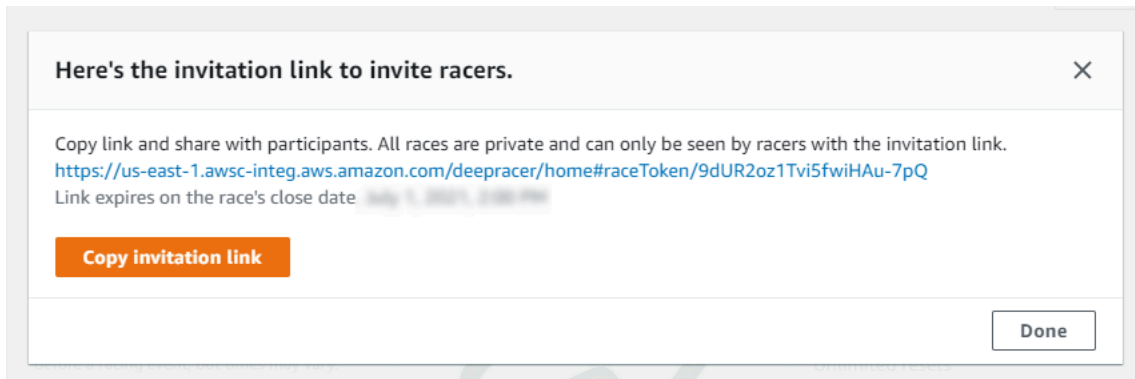 Here's the invitation link to invite racers.
Copy link and share with participants. All races are private and can only be seen by racers with the invitation link.
https://us-east-1.awsc-integ.aws.amazon.com/deepracer/home#raceToken/9dUR2oz1Tvi5fwiHAu-7pQ
Link expires on the race's close date
Copy invitation link
Done